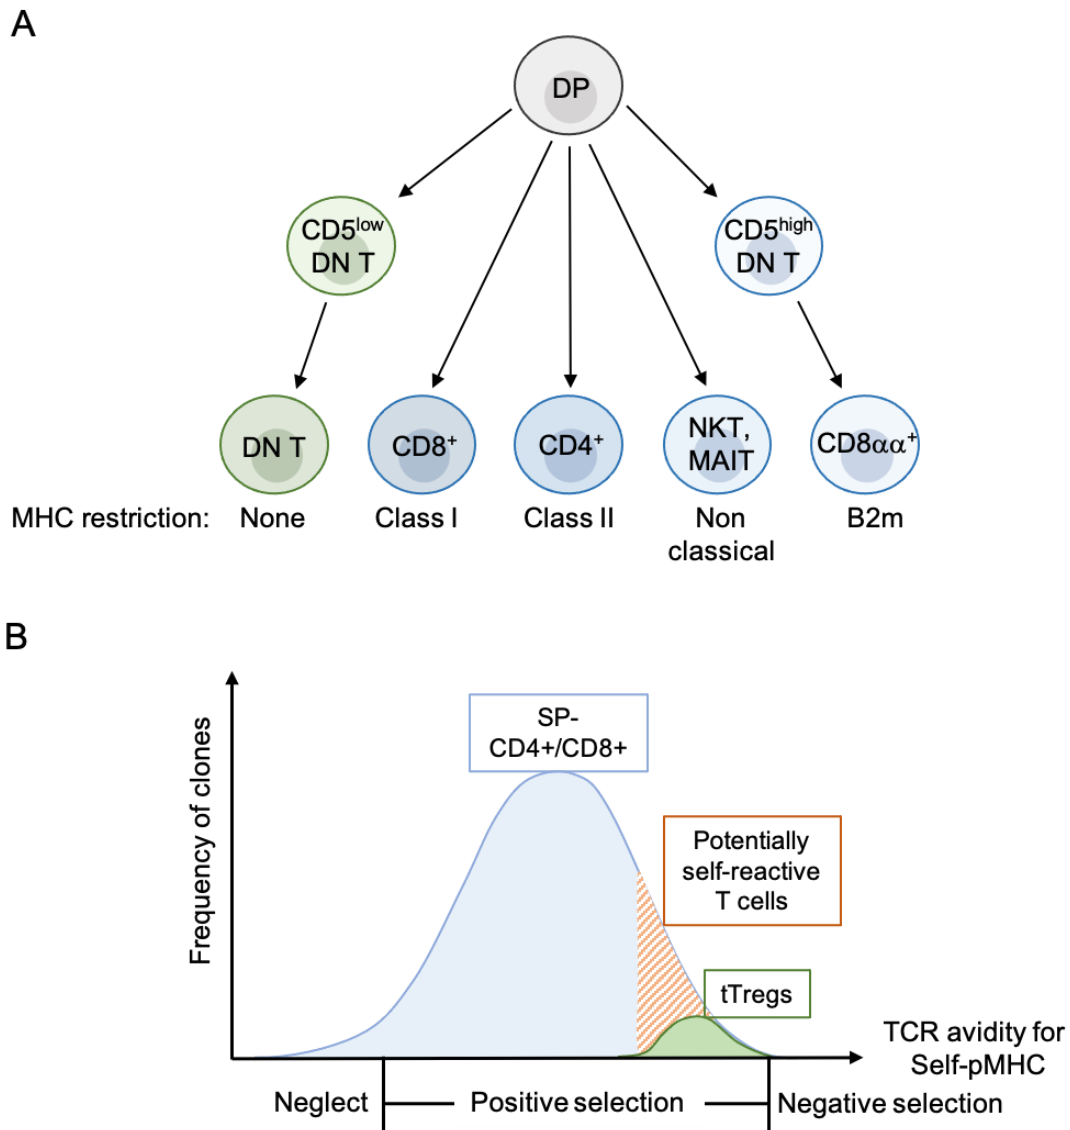 A
DP
CD5low
DN T
CD5high
DN T
DN T
CD8+
CD4+
NKT,
MAIT
CD8αα+
MHC restriction:
None
Class I
Class II
Non
classical
B2m
B
SP-
CD4+/CD8+
Potentially
self-reactive
T cells
tTregs
Frequency of clones
TCR avidity for
Self-pMHC
Neglect
Positive selection
Negative selection